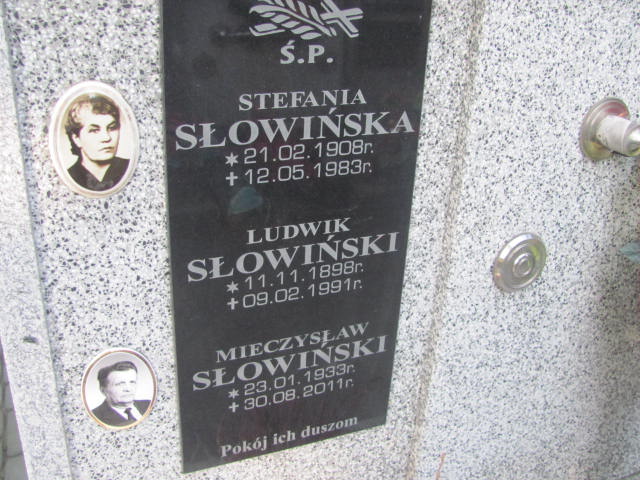 Ś.P.
STEFANIA
SŁOWIŃSKA
* 21.02.1908r.
✝ 12.05.1983r.
LUDWIK
SŁOWIŃSKI
* 11.11.1898r.
✝ 09.02.1991r.
MIECZYSŁAW
SŁOWIŃSKI
* 23.01.1933r.
✝ 30.08.2011r.
Pokój ich duszom